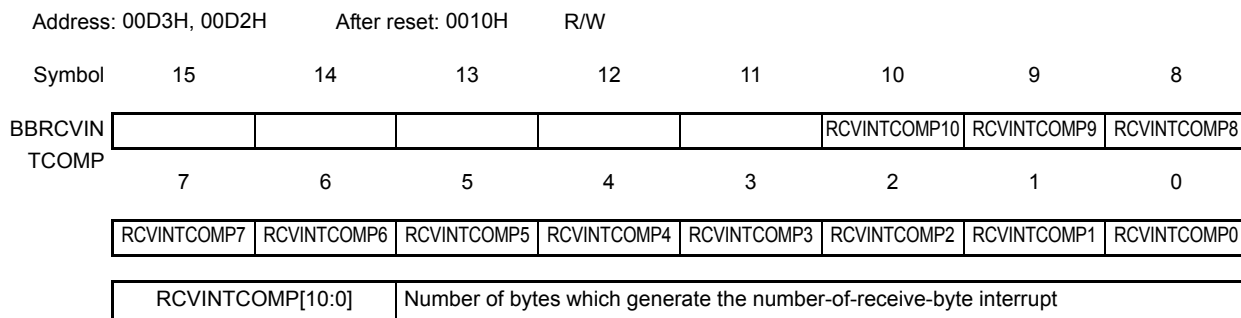 Address: 00D3H, 00D2H After reset: 0010H R/W
Symbol 15 14 13 12 11 10 9 8
BBRCVIN RCVINTCOMP10 RCVINTCOMP9 RCVINTCOMP8
TCOMP
7 6 5 4 3 2 1 0
RCVINTCOMP7 RCVINTCOMP6 RCVINTCOMP5 RCVINTCOMP4 RCVINTCOMP3 RCVINTCOMP2 RCVINTCOMP1 RCVINTCOMP0
RCVINTCOMP[10:0] Number of bytes which generate the number-of-receive-byte interrupt